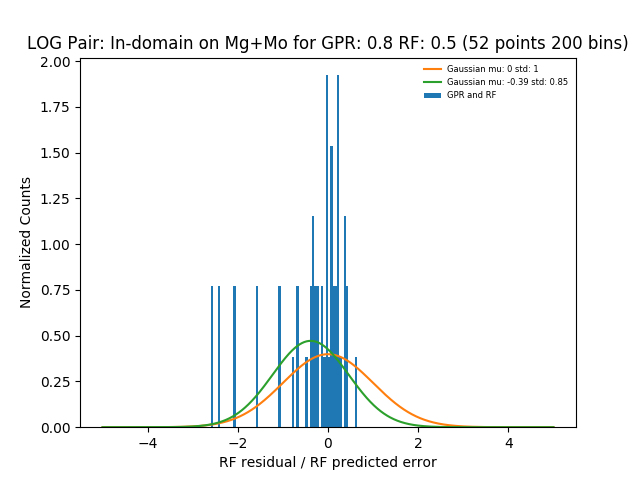 LOG Pair: In-domain on Mg+Mo for GPR: 0.8 RF: 0.5 (52 points 200 bins)
Gaussian mu: 0 std: 1
Gaussian mu: -0.39 std: 0.85
GPR and RF
2.00
1.75
1.50
1.25
1.00
0.75
0.50
0.25
0.00
Normalized Counts
−4 −2 0 2 4
RF residual / RF predicted error